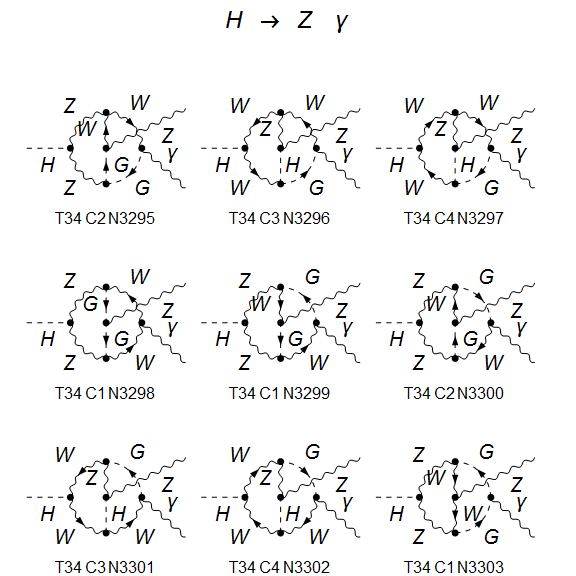 H → Z γ
Z W W Z γ H G Z G
W W Z Z γ H H W G
W W Z Z γ H H W G
T34 C2 N3295 T34 C3 N3296 T34 C4 N3297
Z W G Z γ H G Z W
Z G W Z γ H G Z W
Z G W Z γ H G Z W
T34 C1 N3298 T34 C1 N3299 T34 C2 N3300
W G Z Z γ H H W W
W G Z Z γ H H W W
Z G W Z γ H W Z G
T34 C3 N3301 T34 C4 N3302 T34 C1 N3303